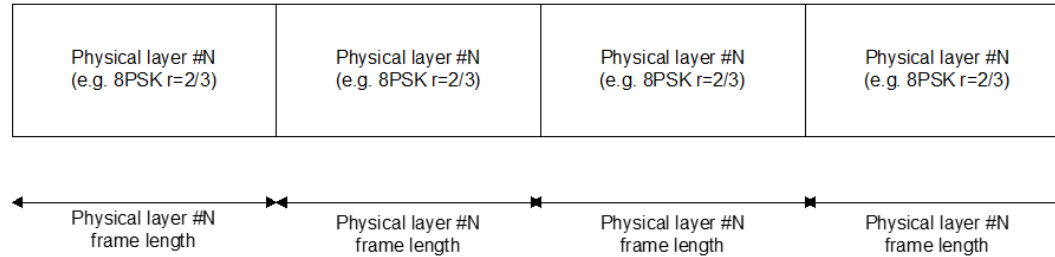 Physical layer #N
(e.g. 8PSK r=2/3)
Physical layer #N
(e.g. 8PSK r=2/3)
Physical layer #N
(e.g. 8PSK r=2/3)
Physical layer #N
(e.g. 8PSK r=2/3)
Physical layer #N
frame length
Physical layer #N
frame length
Physical layer #N
frame length
Physical layer #N
frame length